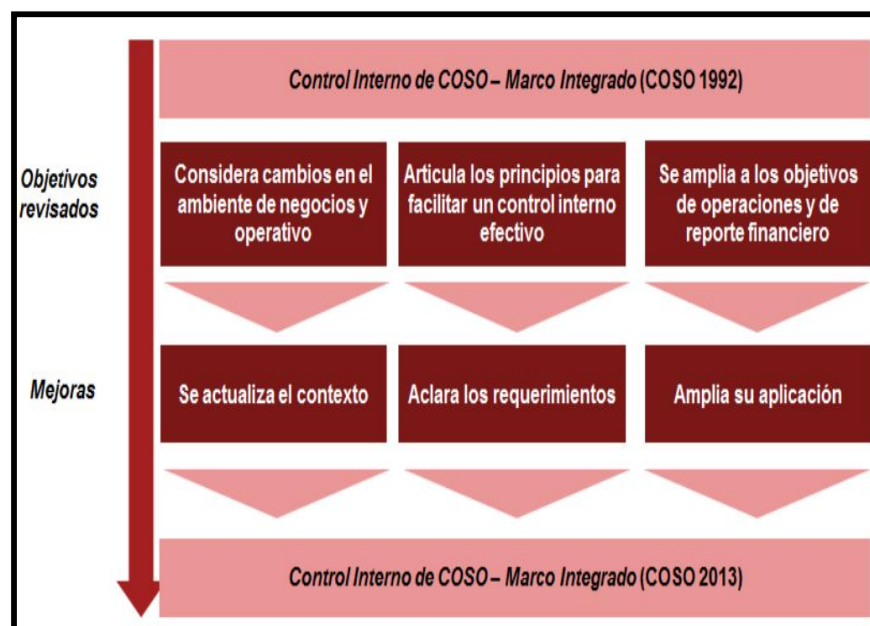 Control Interno de COSO – Marco Integrado (COSO 1992)
Objetivos
revisados
Considera cambios en el
ambiente de negocios y
operativo
Articula los principios para
facilitar un control interno
efectivo
Se amplia a los objetivos
de operaciones y de
reporte financiero
Mejoras
Se actualiza el contexto
Aclara los requerimientos
Amplia su aplicación
Control Interno de COSO – Marco Integrado (COSO 2013)